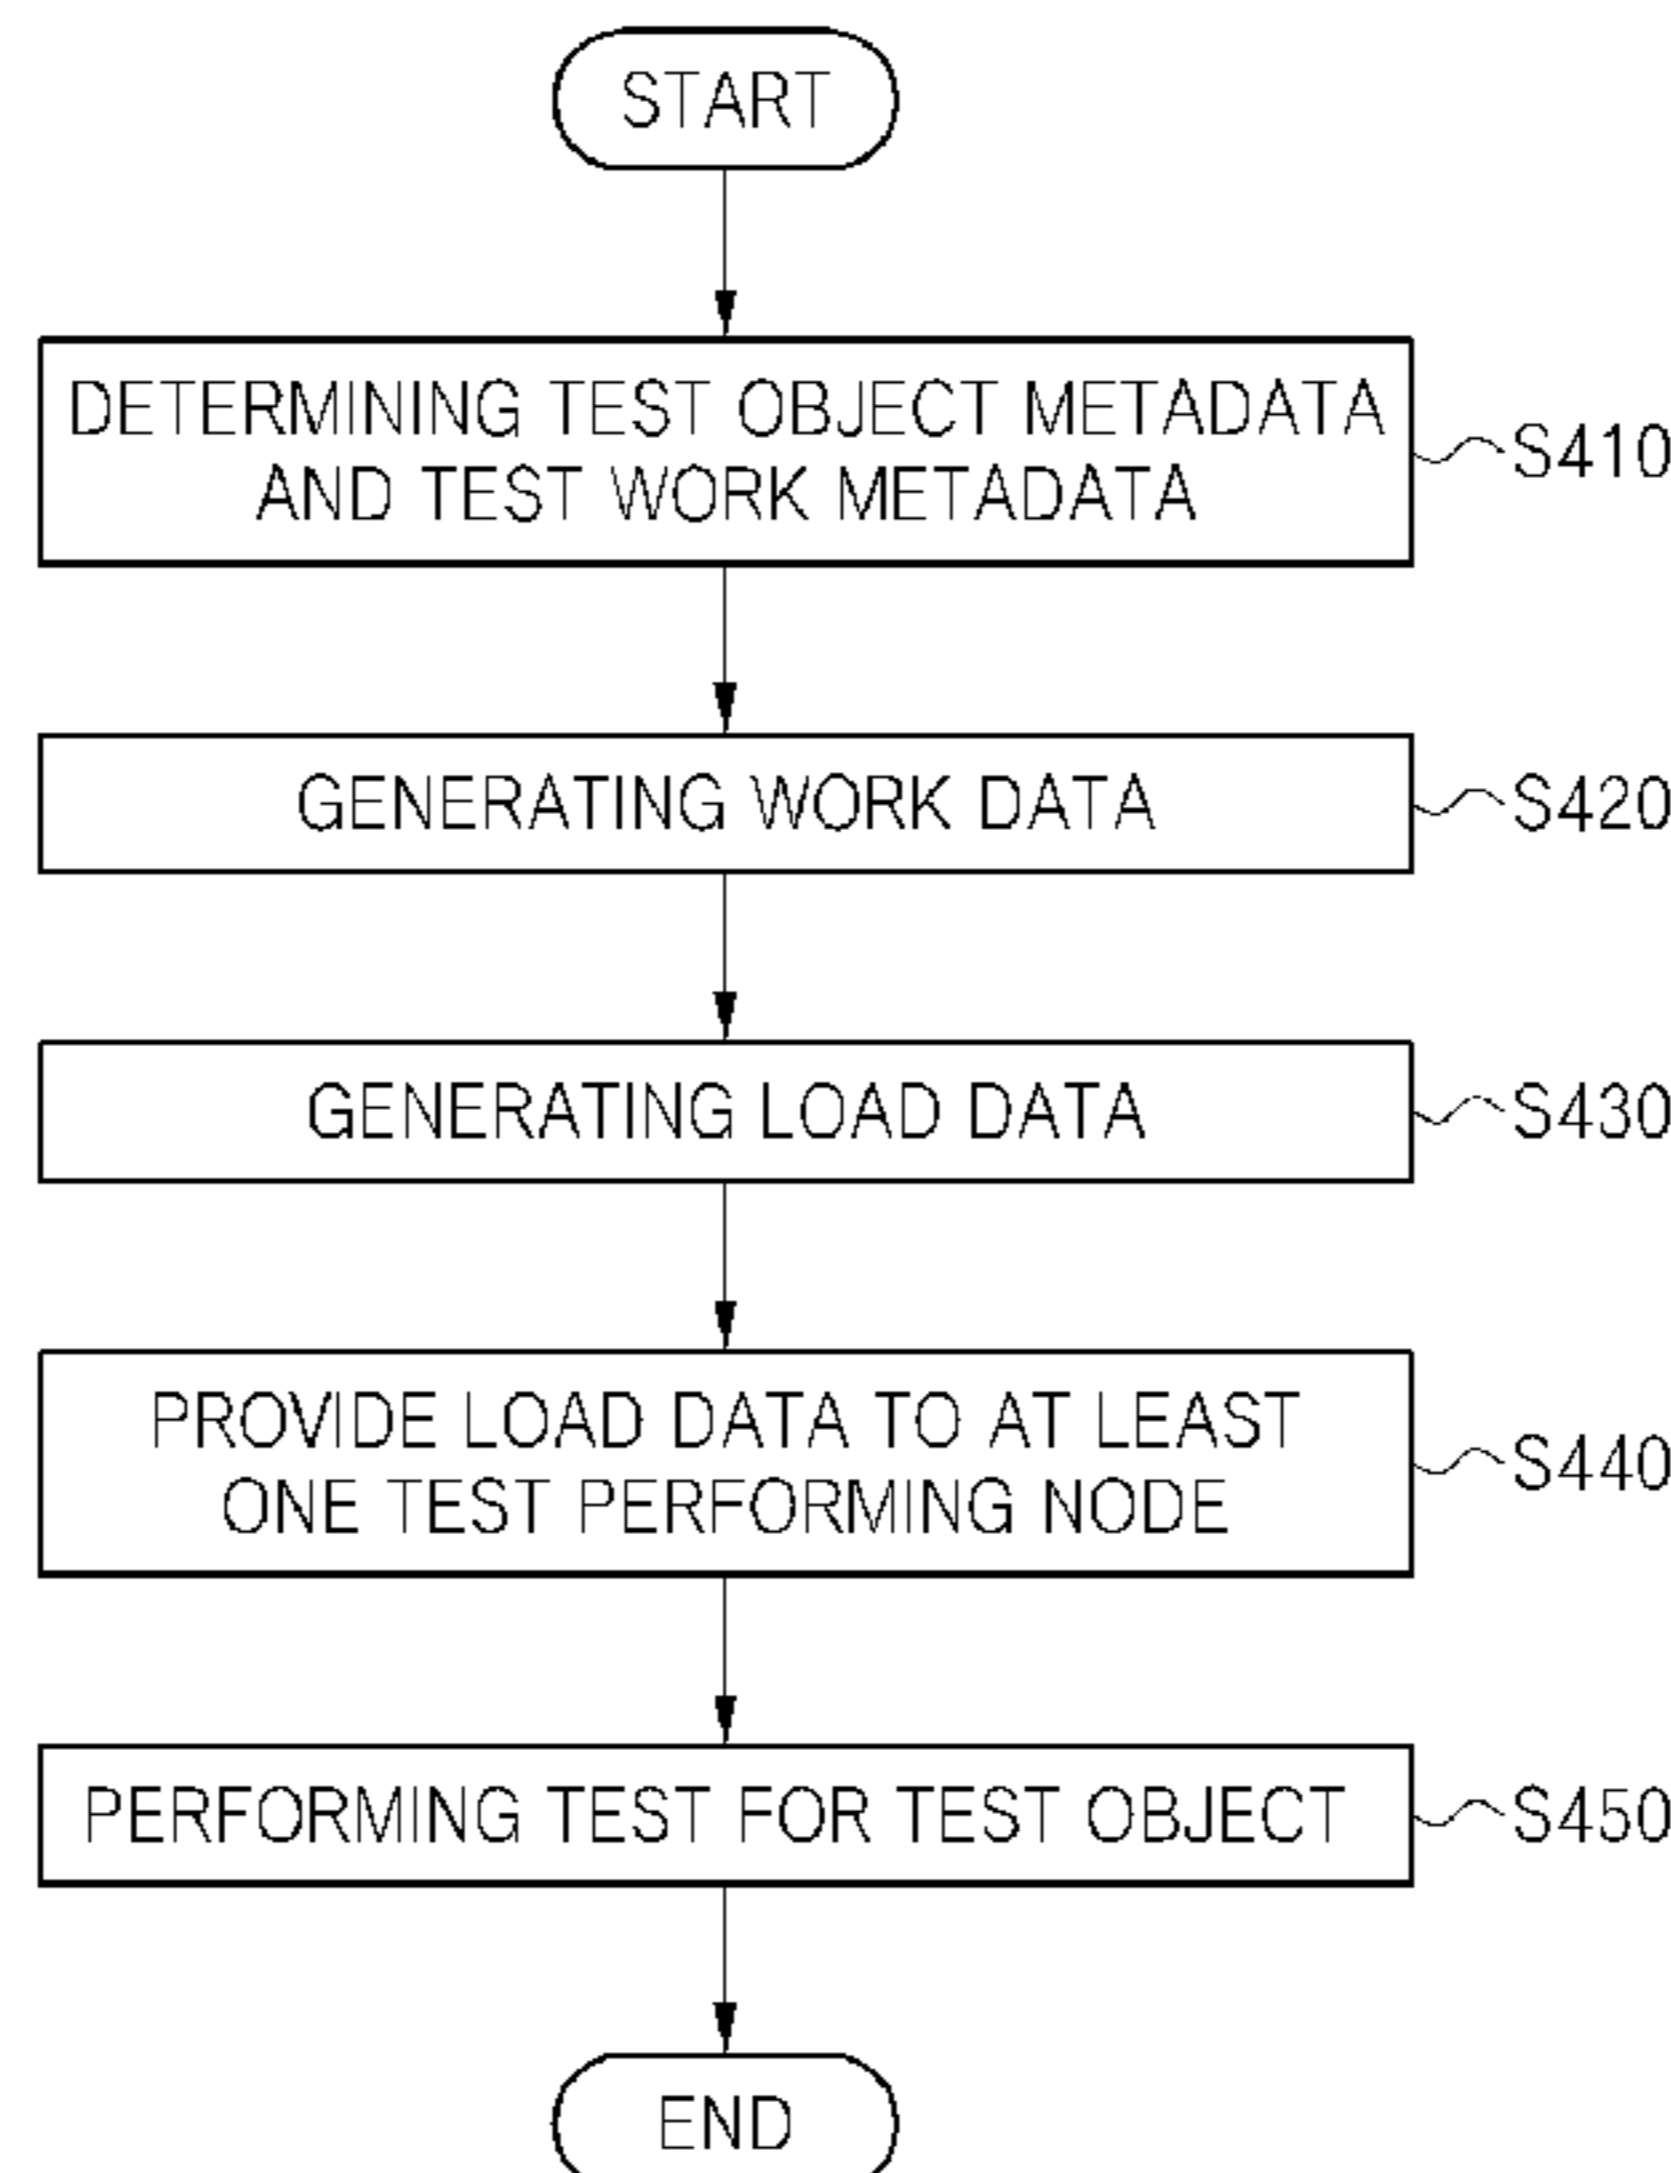 START
DETERMINING TEST OBJECT METADATA
AND TEST WORK METADATA
S410
GENERATING WORK DATA
S420
GENERATING LOAD DATA
S430
PROVIDE LOAD DATA TO AT LEAST
ONE TEST PERFORMING NODE
S440
PERFORMING TEST FOR TEST OBJECT
S450
END